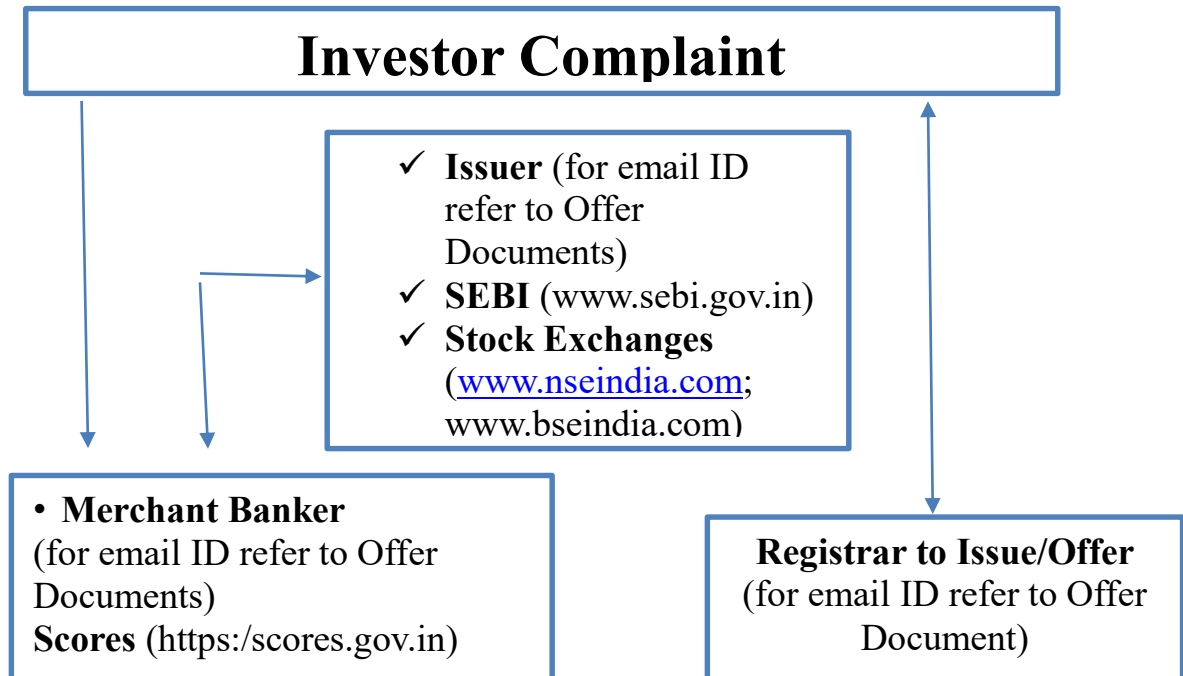 Investor Complaint
✓ Issuer (for email ID
refer to Offer
Documents)
✓ SEBI (www.sebi.gov.in)
✓ Stock Exchanges
(www.nseindia.com;
www.bseindia.com)
• Merchant Banker
(for email ID refer to Offer
Documents)
Scores (https:/scores.gov.in)
Registrar to Issue/Offer
(for email ID refer to Offer
Document)